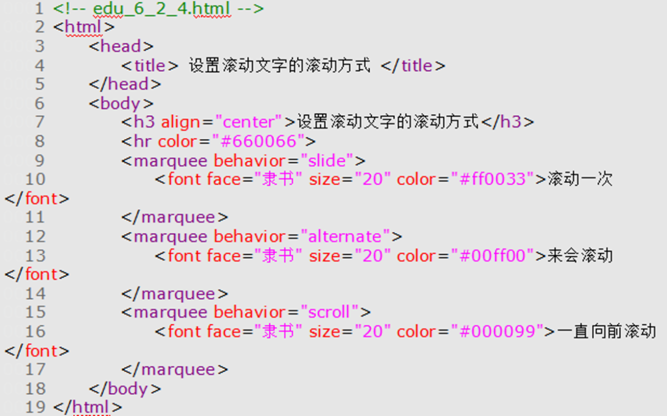 1 <!-- edu_6_2_4.html -->
2 <html>
3 <head>
4 <title> 设置滚动文字的滚动方式 </title>
5 </head>
6 <body>
7 <h3 align="center">设置滚动文字的滚动方式</h3>
8 <hr color="#660066">
9 <marquee behavior="slide">
10 <font face="隶书" size="20" color="#ff0033">滚动一次
</font>
11 </marquee>
12 <marquee behavior="alternate">
13 <font face="隶书" size="20" color="#00ff00">来会滚动
</font>
14 </marquee>
15 <marquee behavior="scroll">
16 <font face="隶书" size="20" color="#000099">一直向前滚动
</font>
17 </marquee>
18 </body>
19 </html>